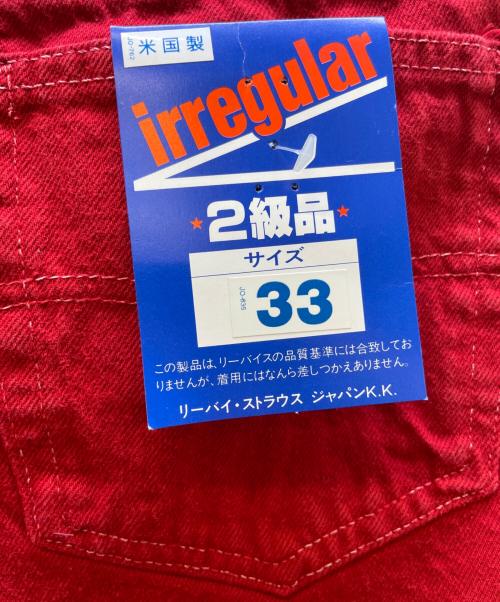 JO-762
米国製
irregular
★2級品★
サイズ
JO-635
33
この製品は、リーバイスの品質基準には合致してお
りませんが、着用にはなんら差しつかえありません。
リーバイ・ストラウス ジャパンK.K.